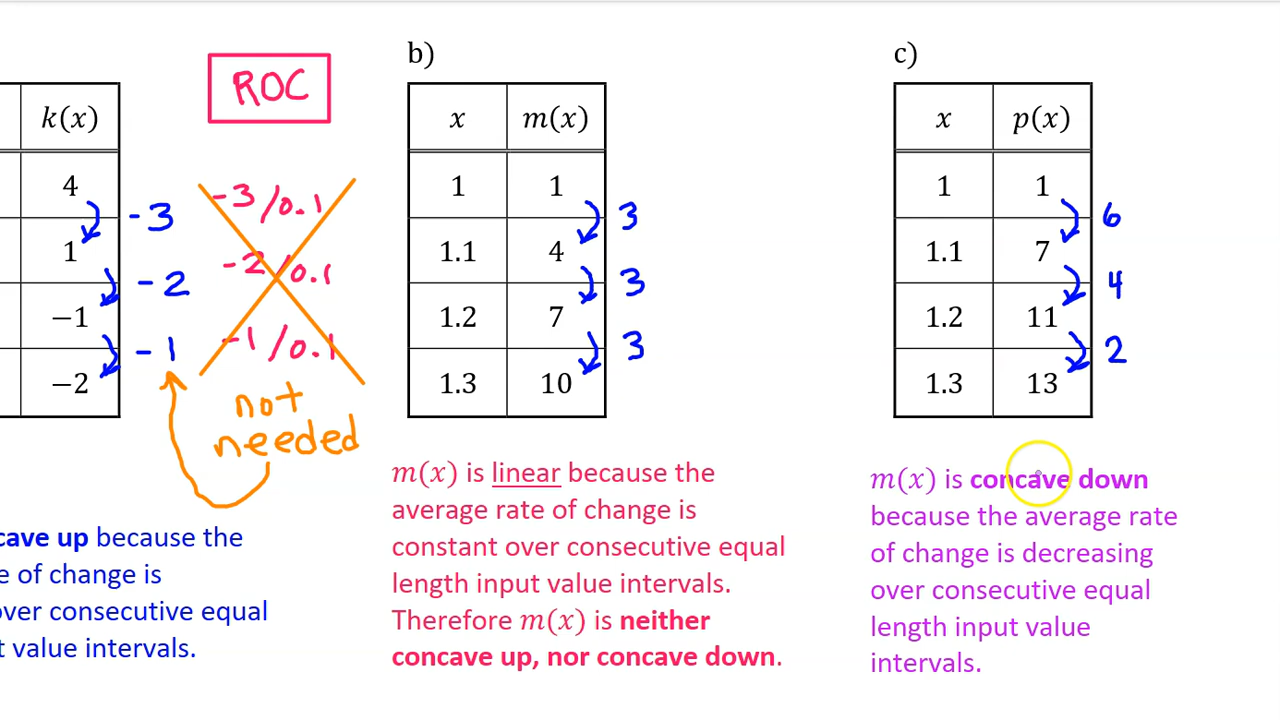 k(x)
4
1
−1
−2
-3
-2
-1
ROC
-3/0.1
-2/0.1
-1/0.1
not
needed
cave up because the
e of change is
over consecutive equal
t value intervals.
b)
x m(x)
1 1
1.1 4
1.2 7
1.3 10
3
3
3
m(x) is linear because the
average rate of change is
constant over consecutive equal
length input value intervals.
Therefore m(x) is neither
concave up, nor concave down.
c)
x p(x)
1 1
1.1 7
1.2 11
1.3 13
6
4
2
m(x) is concave down
because the average rate
of change is decreasing
over consecutive equal
length input value
intervals.